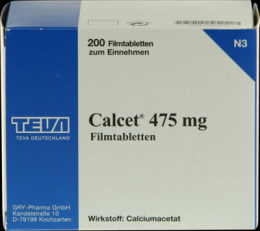 200 Filmtabletten
zum Einnehmen
N3
TEVA
TEVA DEUTSCHLAND
Calcet® 475 mg
Filmtabletten
GRY-Pharma GmbH
Kandelstraße 10
D-79199 Kirchzarten
Wirkstoff: Calciumacetat